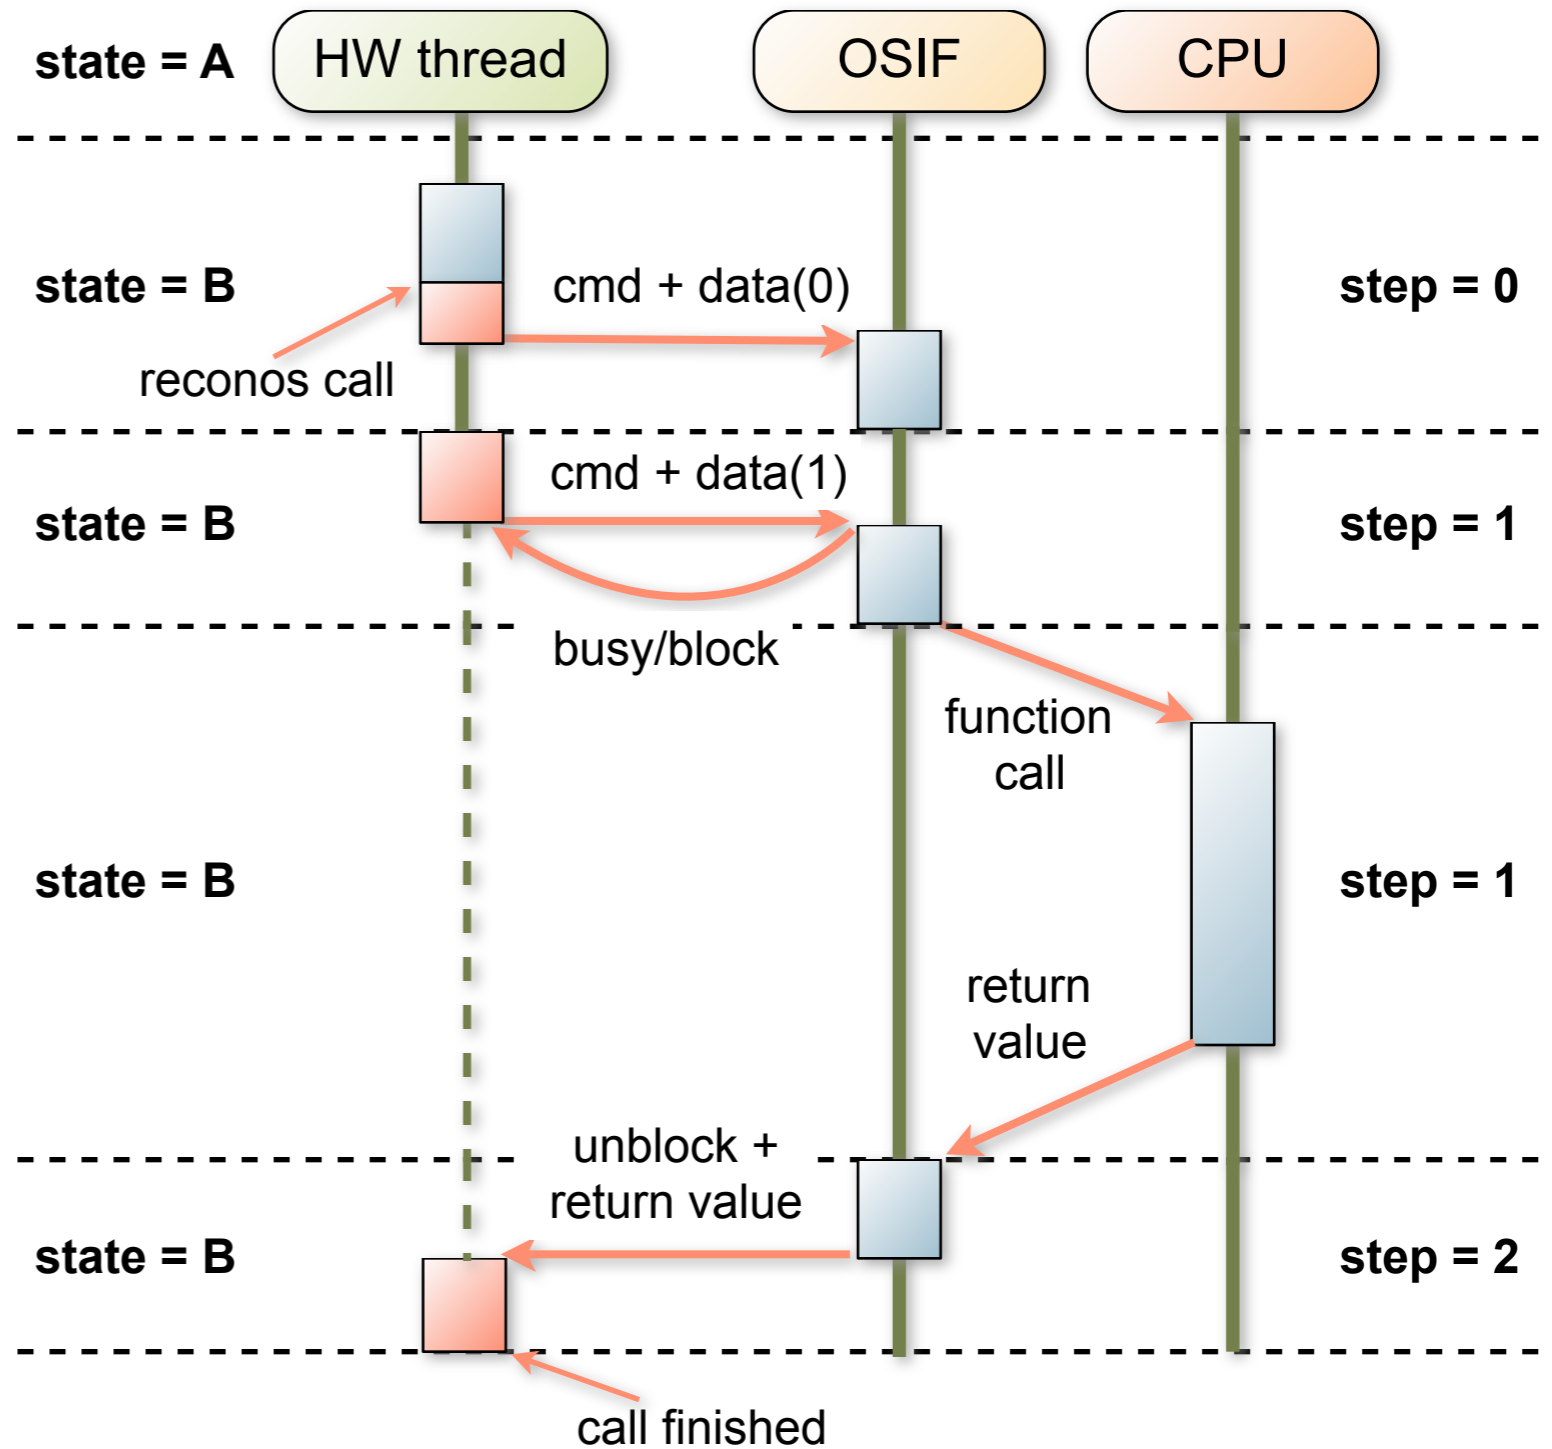 state = A
HW thread
OSIF
CPU
state = B
cmd + data(0)
step = 0
reconos call
cmd + data(1)
state = B
step = 1
busy/block
function
call
state = B
step = 1
return
value
unblock +
return value
state = B
step = 2
call finished